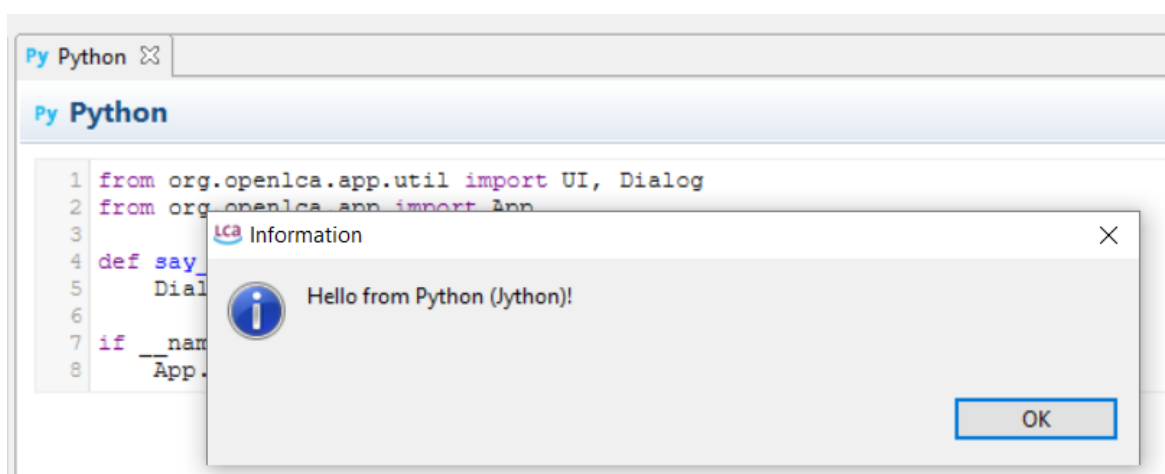 Py Python
Py Python
1 from org.openlca.app.util import UI, Dialog
2 from org.openlca.app import App
3
4 def say_
5 Dial
6
7 if __nam
8 App.
LCA Information
Hello from Python (Jython)!
OK